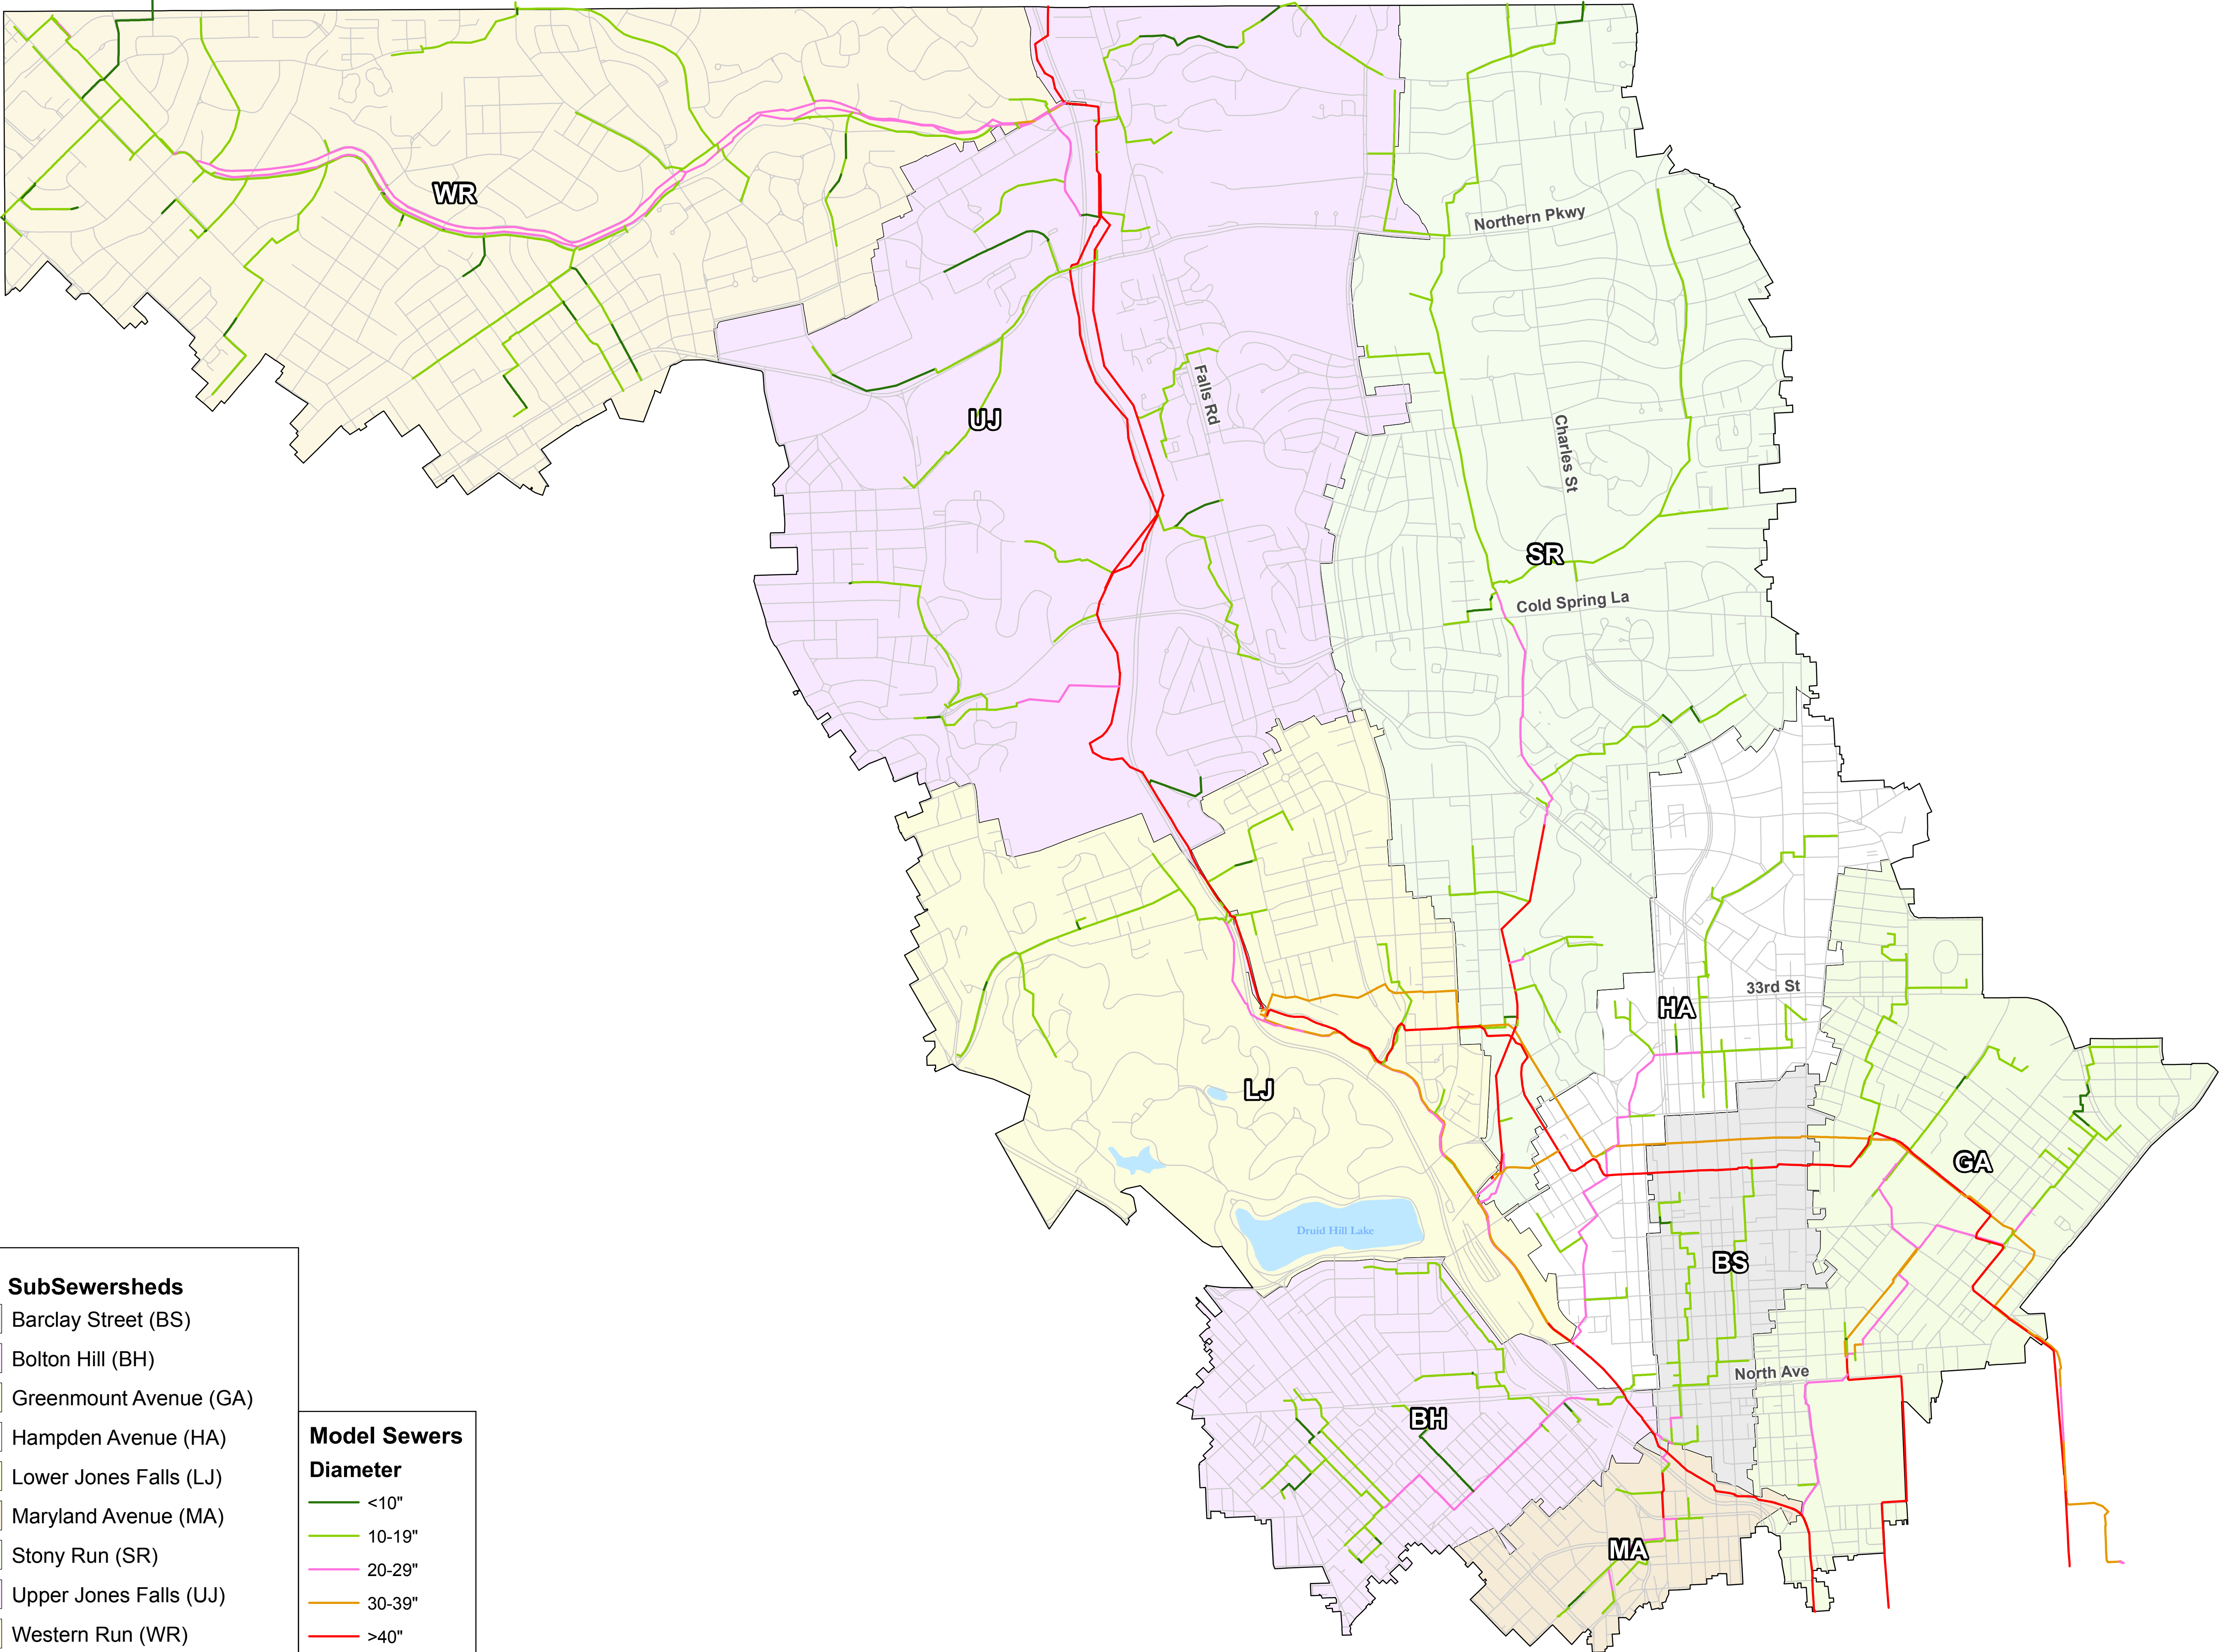 WR
Northern Pkwy
Falls Rd
UJ
Charles St
SR
Cold Spring La
33rd St
HA
LJ
GA
Druid Hill Lake
BS
North Ave
BH
MA
SubSewersheds
Barclay Street (BS)
Bolton Hill (BH)
Greenmount Avenue (GA)
Hampden Avenue (HA)
Lower Jones Falls (LJ)
Maryland Avenue (MA)
Stony Run (SR)
Upper Jones Falls (UJ)
Western Run (WR)
Model Sewers
Diameter
<10"
10-19"
20-29"
30-39"
>40"